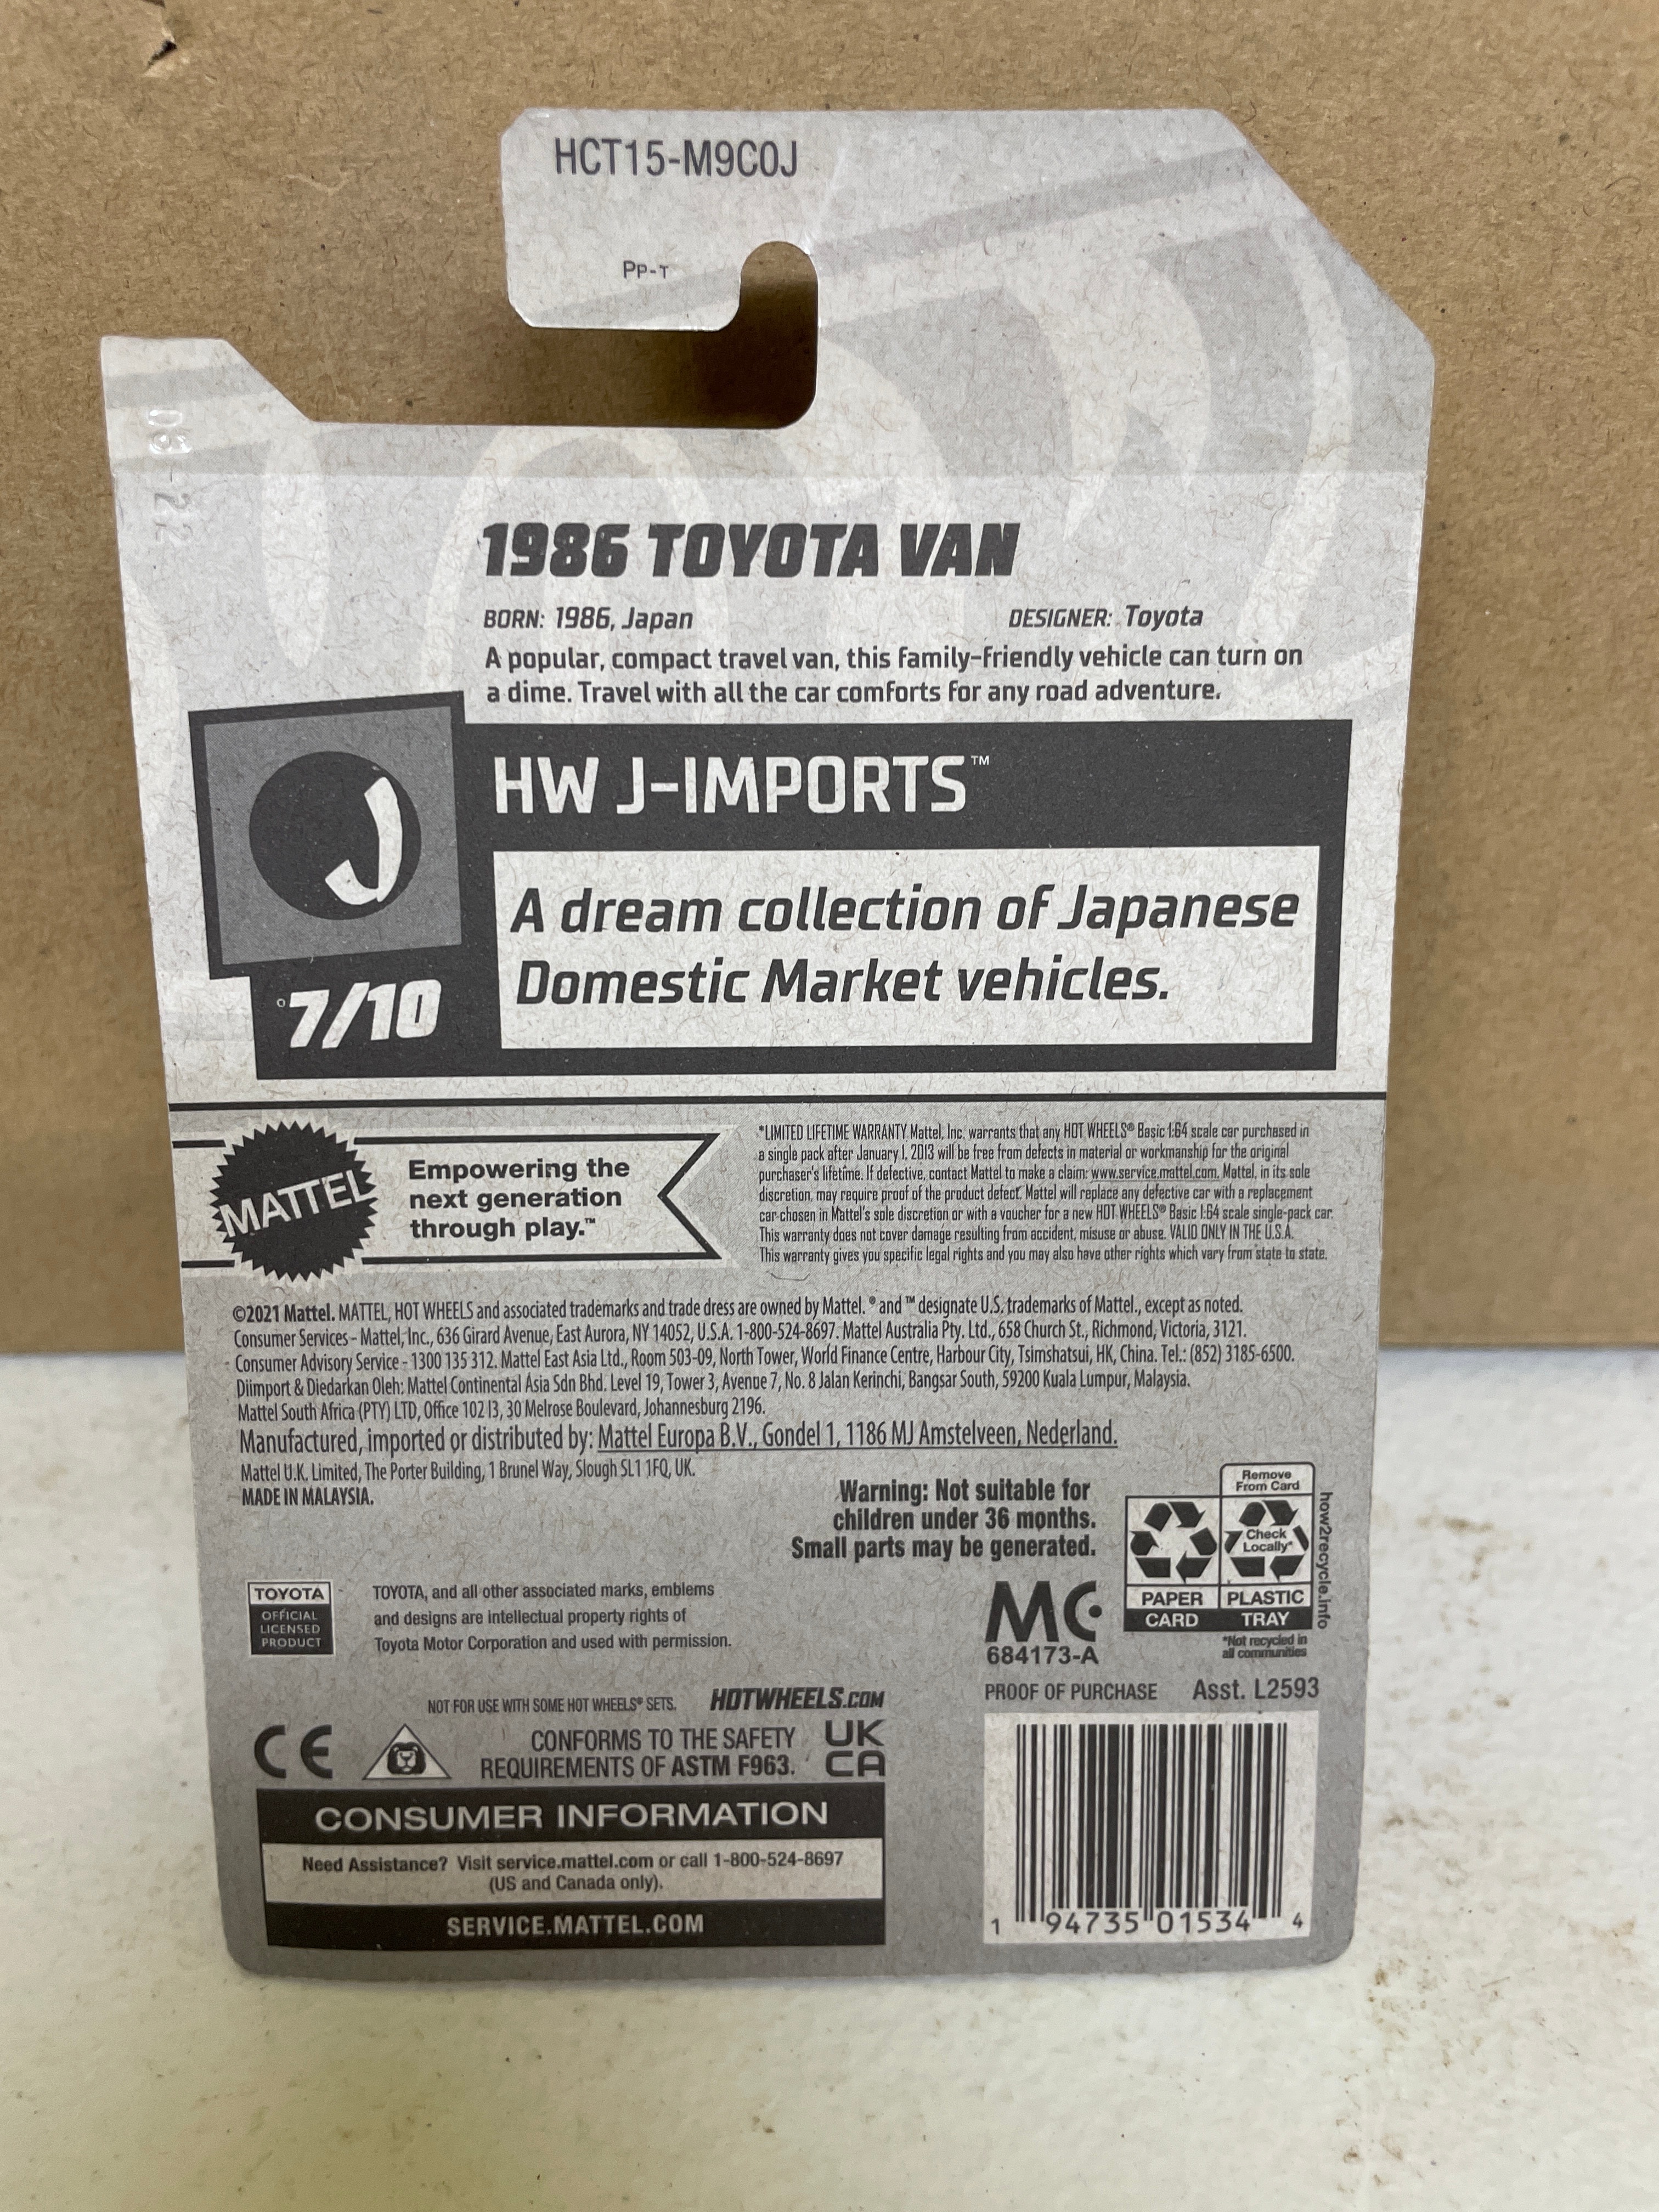 HCT15-M9C0J
PP-T
08 22
1986 TOYOTA VAN
BORN: 1986, Japan DESIGNER: Toyota
A popular, compact travel van, this family-friendly vehicle can turn on
a dime. Travel with all the car comforts for any road adventure.
J
HW J-IMPORTS™
A dream collection of Japanese
Domestic Market vehicles.
7/10
MATTEL
Empowering the
next generation
through play.™
*LIMITED LIFETIME WARRANTY Mattel, Inc. warrants that any HOT WHEELS® Basic 1:64 scale car purchased in
a single pack after January 1, 2013 will be free from defects in material or workmanship for the original
purchaser's lifetime. If defective, contact Mattel to make a claim: www.service.mattel.com. Mattel, in its sole
discretion, may require proof of the product defect. Mattel will replace any defective car with a replacement
car chosen in Mattel's sole discretion or with a voucher for a new HOT WHEELS® Basic 1:64 scale single-pack car.
This warranty does not cover damage resulting from accident, misuse or abuse. VALID ONLY IN THE U.S.A.
This warranty gives you specific legal rights and you may also have other rights which vary from state to state.
©2021 Mattel. MATTEL, HOT WHEELS and associated trademarks and trade dress are owned by Mattel. ® and ™ designate U.S. trademarks of Mattel., except as noted.
Consumer Services - Mattel, Inc., 636 Girard Avenue, East Aurora, NY 14052, U.S.A. 1-800-524-8697. Mattel Australia Pty. Ltd., 658 Church St., Richmond, Victoria, 3121.
Consumer Advisory Service - 1300 135 312. Mattel East Asia Ltd., Room 503-09, North Tower, World Finance Centre, Harbour City, Tsimshatsui, HK, China. Tel.: (852) 3185-6500.
Diimport & Diedarkan Oleh: Mattel Continental Asia Sdn Bhd. Level 19, Tower 3, Avenue 7, No. 8 Jalan Kerinchi, Bangsar South, 59200 Kuala Lumpur, Malaysia.
Mattel South Africa (PTY) LTD, Office 102 I3, 30 Melrose Boulevard, Johannesburg 2196.
Manufactured, imported or distributed by: Mattel Europa B.V., Gondel 1, 1186 MJ Amstelveen, Nederland.
Mattel U.K. Limited, The Porter Building, 1 Brunel Way, Slough SL1 1FQ, UK.
MADE IN MALAYSIA.
Warning: Not suitable for
children under 36 months.
Small parts may be generated.
Remove
From Card
Check
Locally*
PAPER PLASTIC
CARD TRAY
*Not recycled in
all communities
how2recycle.info
TOYOTA
OFFICIAL
LICENSED
PRODUCT
TOYOTA, and all other associated marks, emblems
and designs are intellectual property rights of
Toyota Motor Corporation and used with permission.
MC
684173-A
PROOF OF PURCHASE Asst. L2593
NOT FOR USE WITH SOME HOT WHEELS® SETS. HOTWHEELS.COM
CE
CONFORMS TO THE SAFETY
REQUIREMENTS OF ASTM F963.
UK
CA
CONSUMER INFORMATION
Need Assistance? Visit service.mattel.com or call 1-800-524-8697
(US and Canada only).
SERVICE.MATTEL.COM
1 94735 01534 4